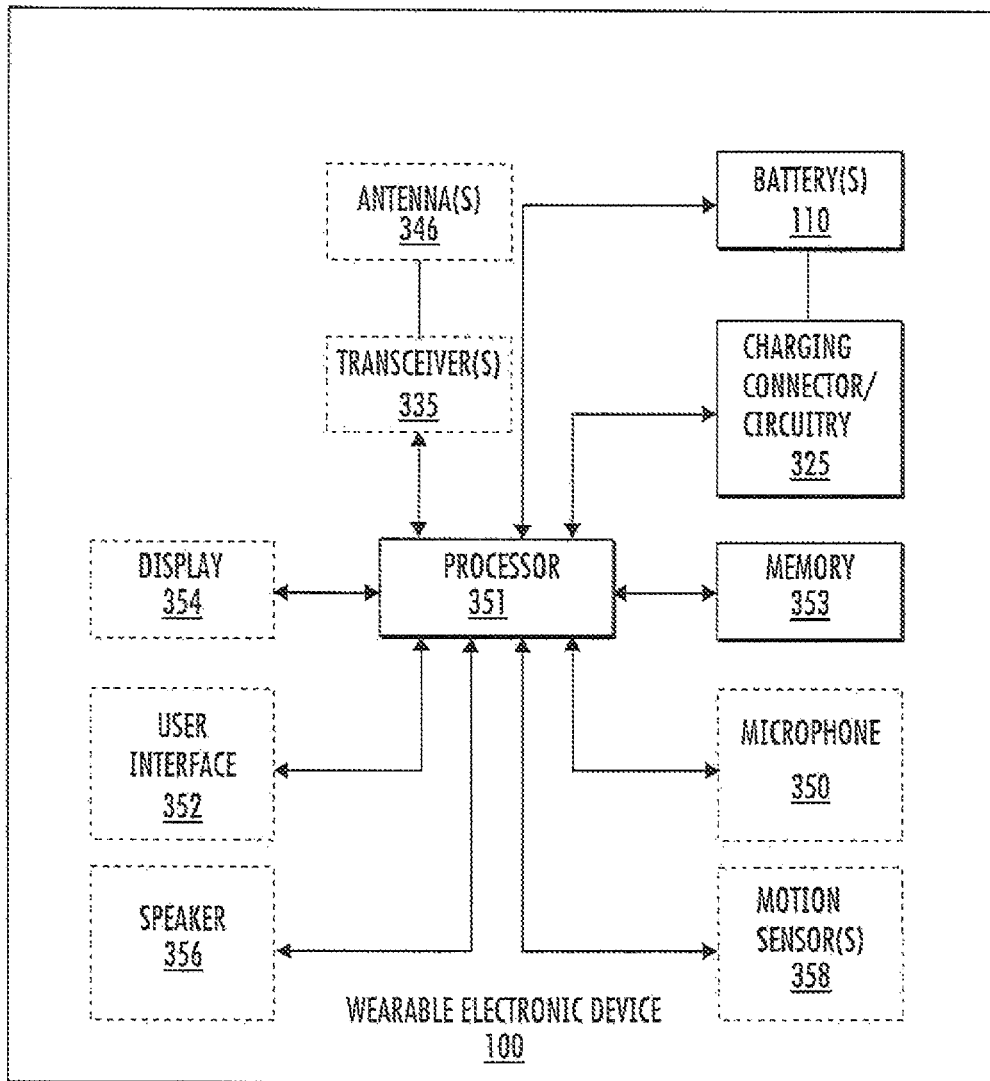 ANTENNA(S)
346
BATTERY(S)
110
TRANSCEIVER(S)
335
CHARGING
CONNECTOR/
CIRCUITRY
325
DISPLAY
354
PROCESSOR
351
MEMORY
353
USER
INTERFACE
352
MICROPHONE
350
SPEAKER
356
MOTION
SENSOR(S)
358
WEARABLE ELECTRONIC DEVICE
100